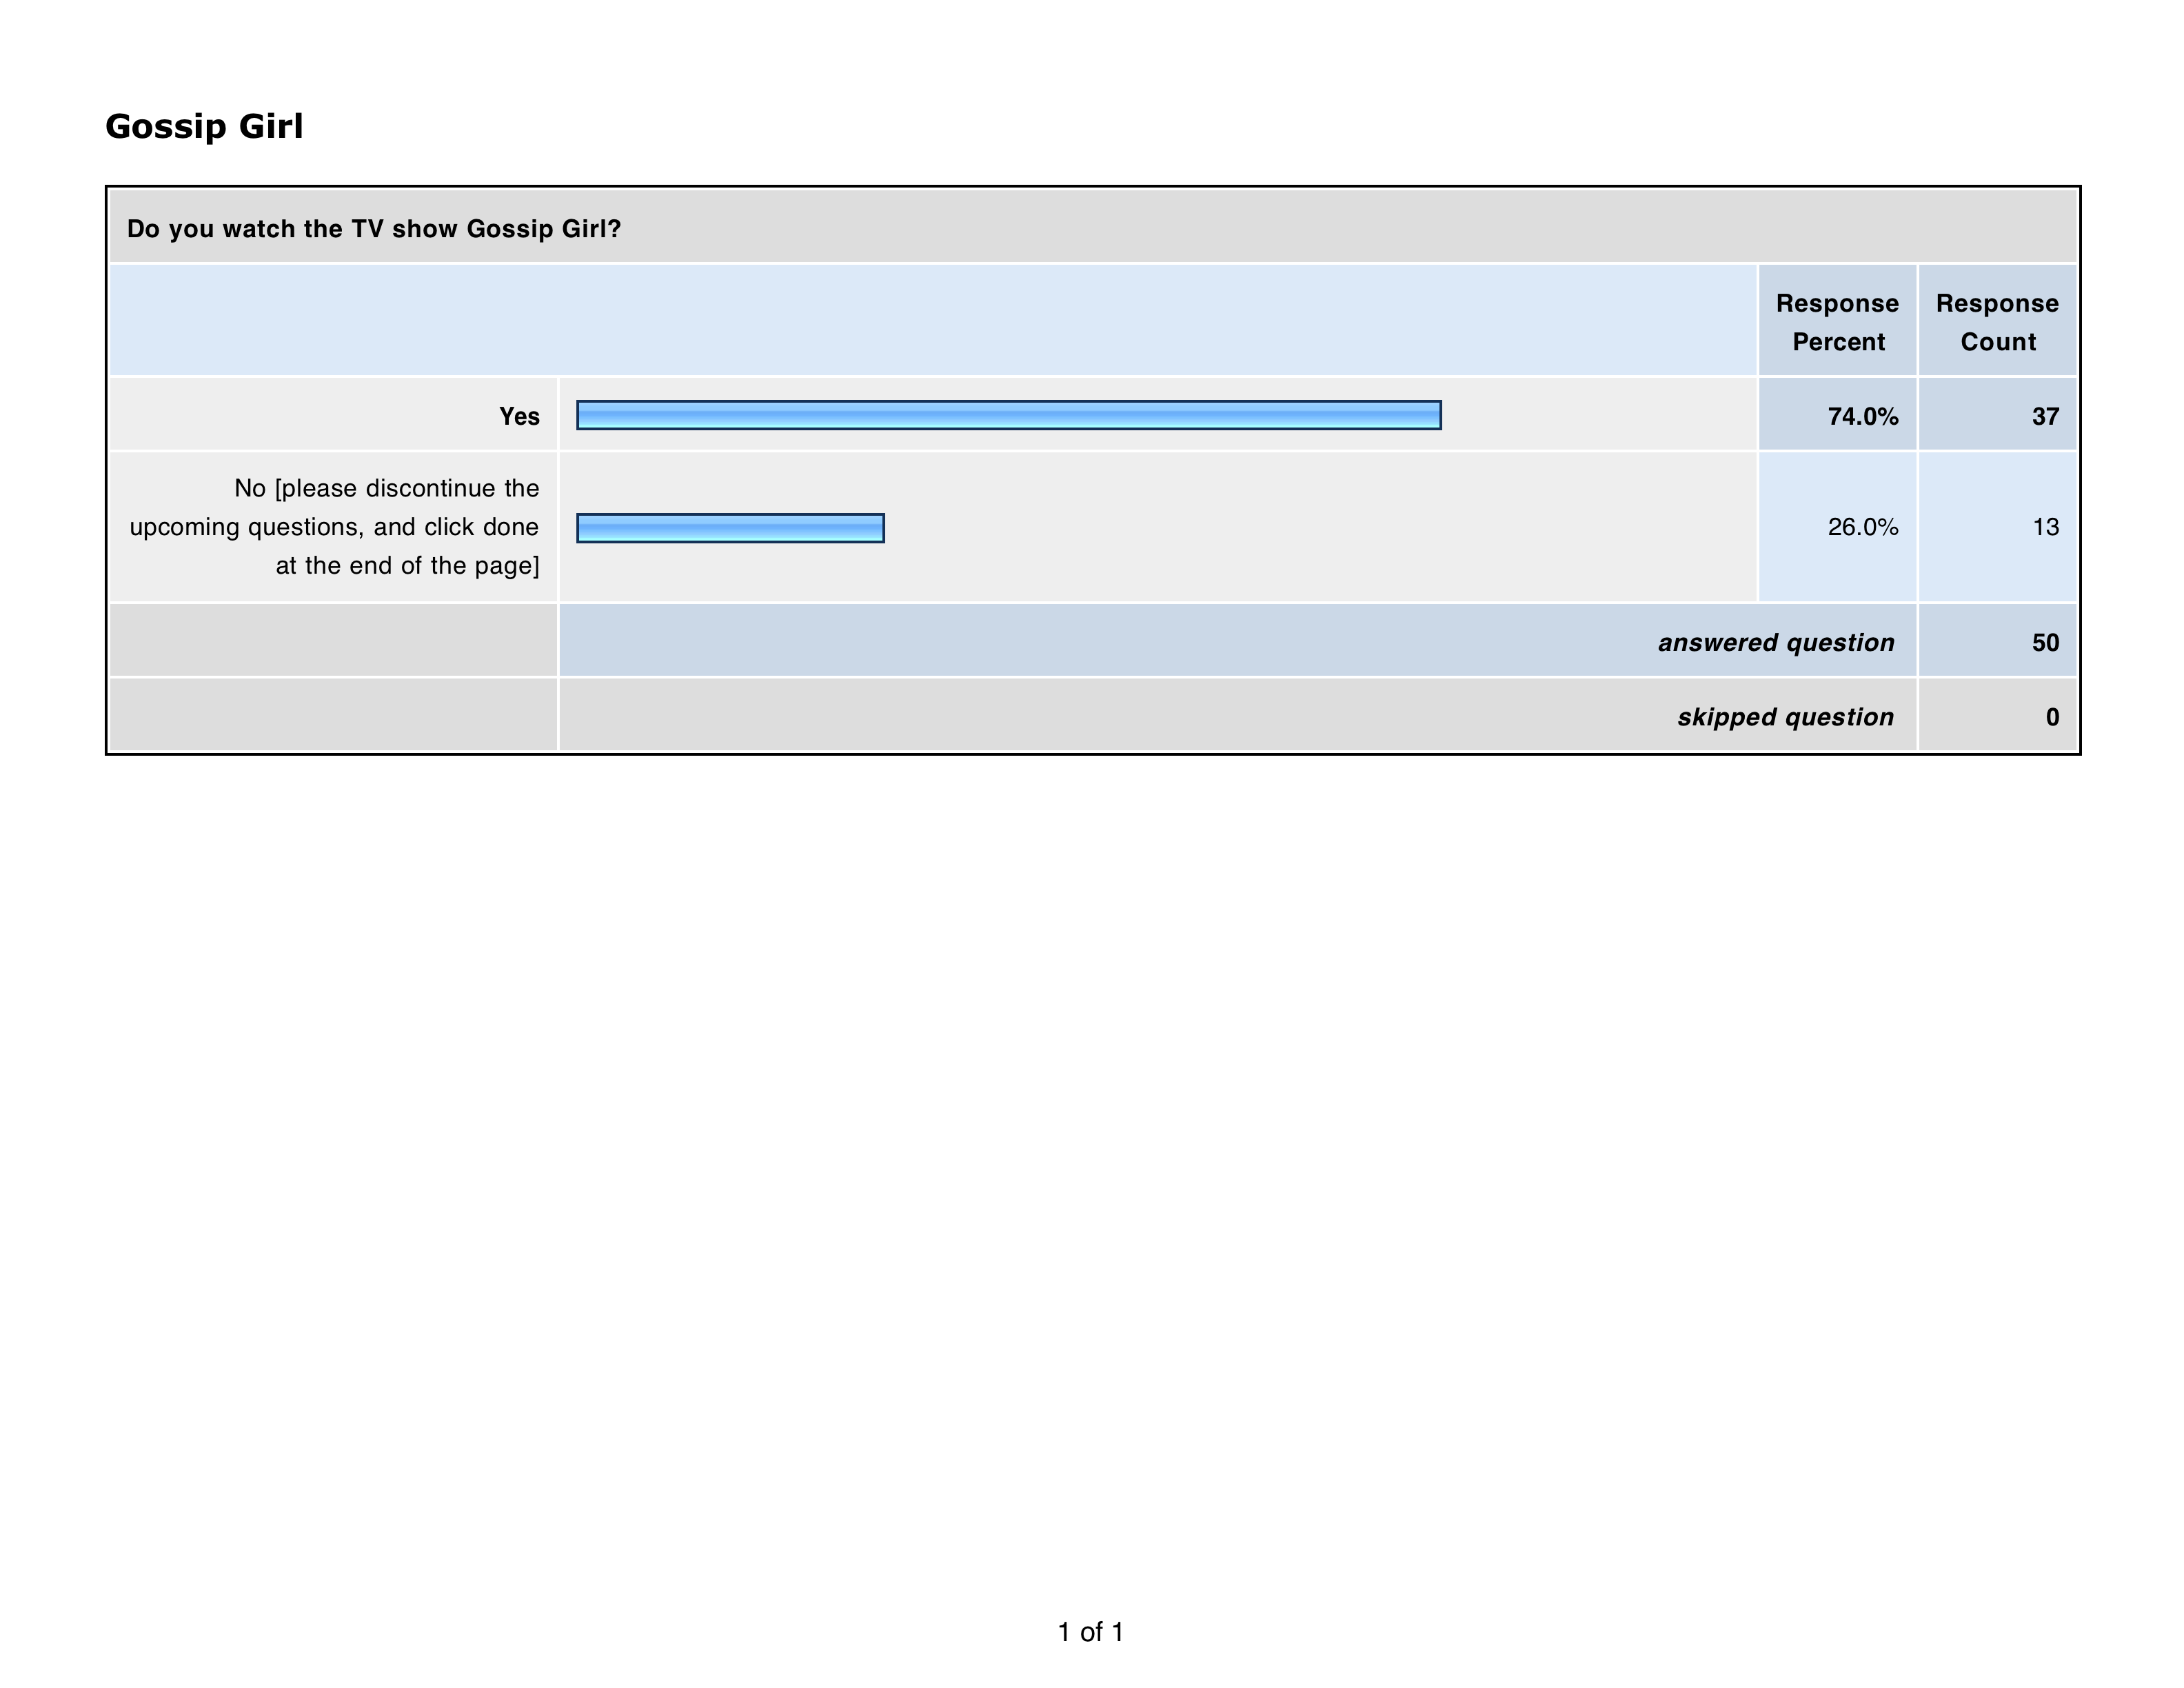 Gossip Girl
Do you watch the TV show Gossip Girl?
Response Percent
Response Count
Yes
74.0%
37
No [please discontinue the
upcoming questions, and click done
at the end of the page]
26.0%
13
answered question
50
skipped question
0
1 of 1